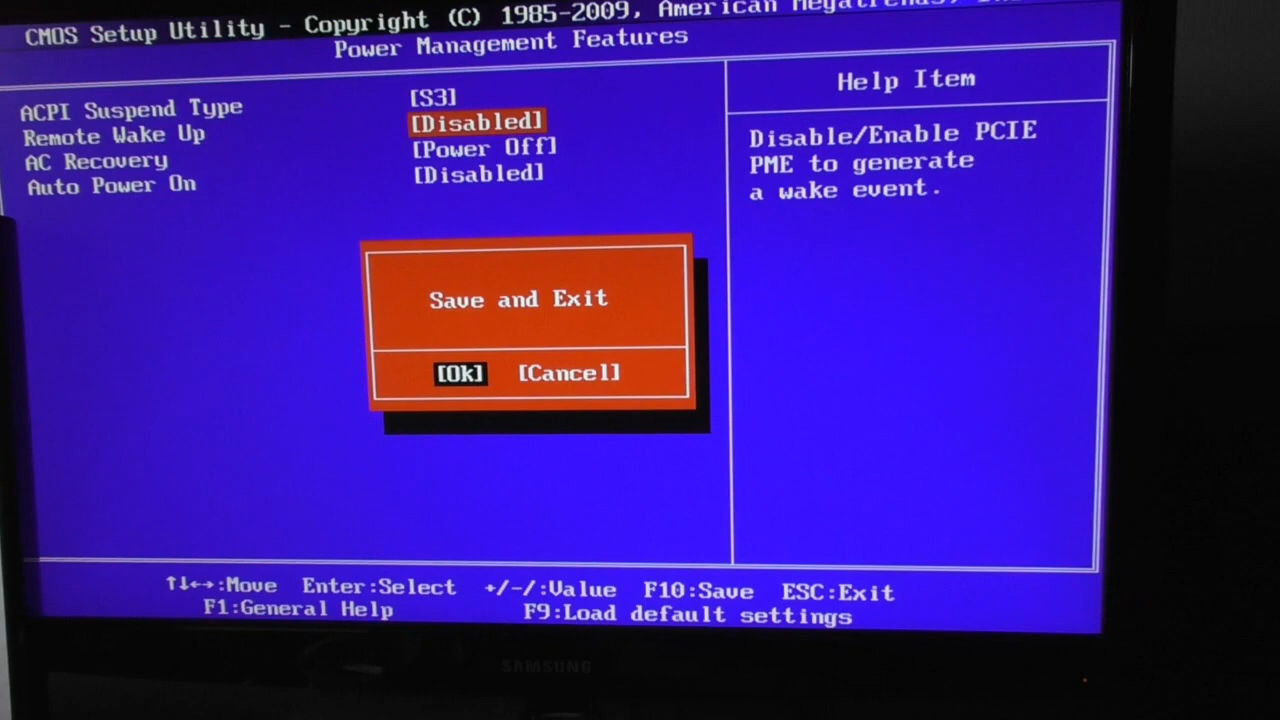 CMOS Setup Utility - Copyright (C) 1985-2009, American Megatrends,
Power Management Features
ACPI Suspend Type [S3]
Remote Wake Up [Disabled]
AC Recovery [Power Off]
Auto Power On [Disabled]
Help Item
Disable/Enable PCIE
PME to generate
a wake event.
Save and Exit
[Ok] [Cancel]
↑↓←→:Move Enter:Select +/-/:Value F10:Save ESC:Exit
F1:General Help F9:Load default settings
SAMSUNG